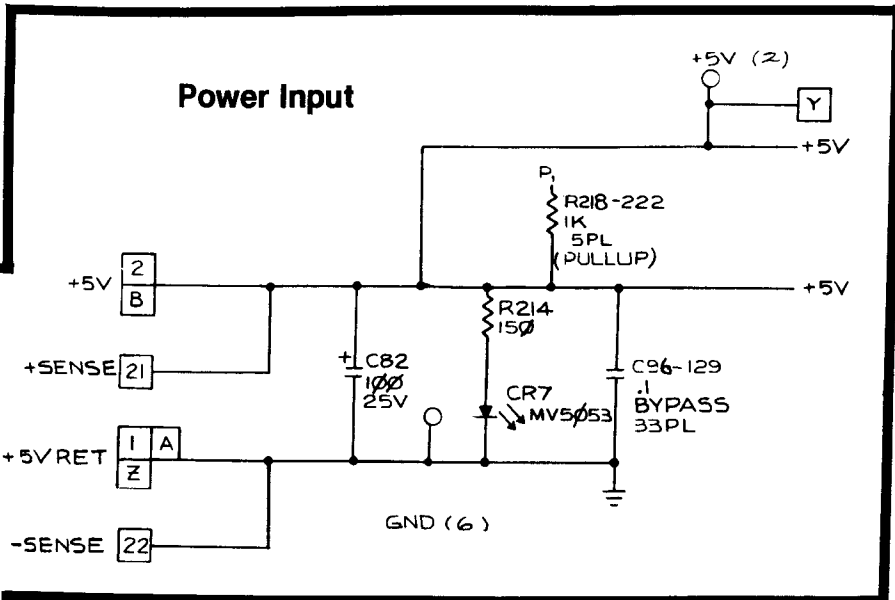 Power Input
+5V (2)
Y
+5V
P1
R218-222
1K
5PL
(PULLUP)
+5V
2
B
+5V
R214
15Ø
+SENSE
21
+
C82
1ØØ
25V
C96-129
.1
BYPASS
33PL
CR7
MV5Ø53
+5V RET
1
A
Z
GND (6)
-SENSE
22